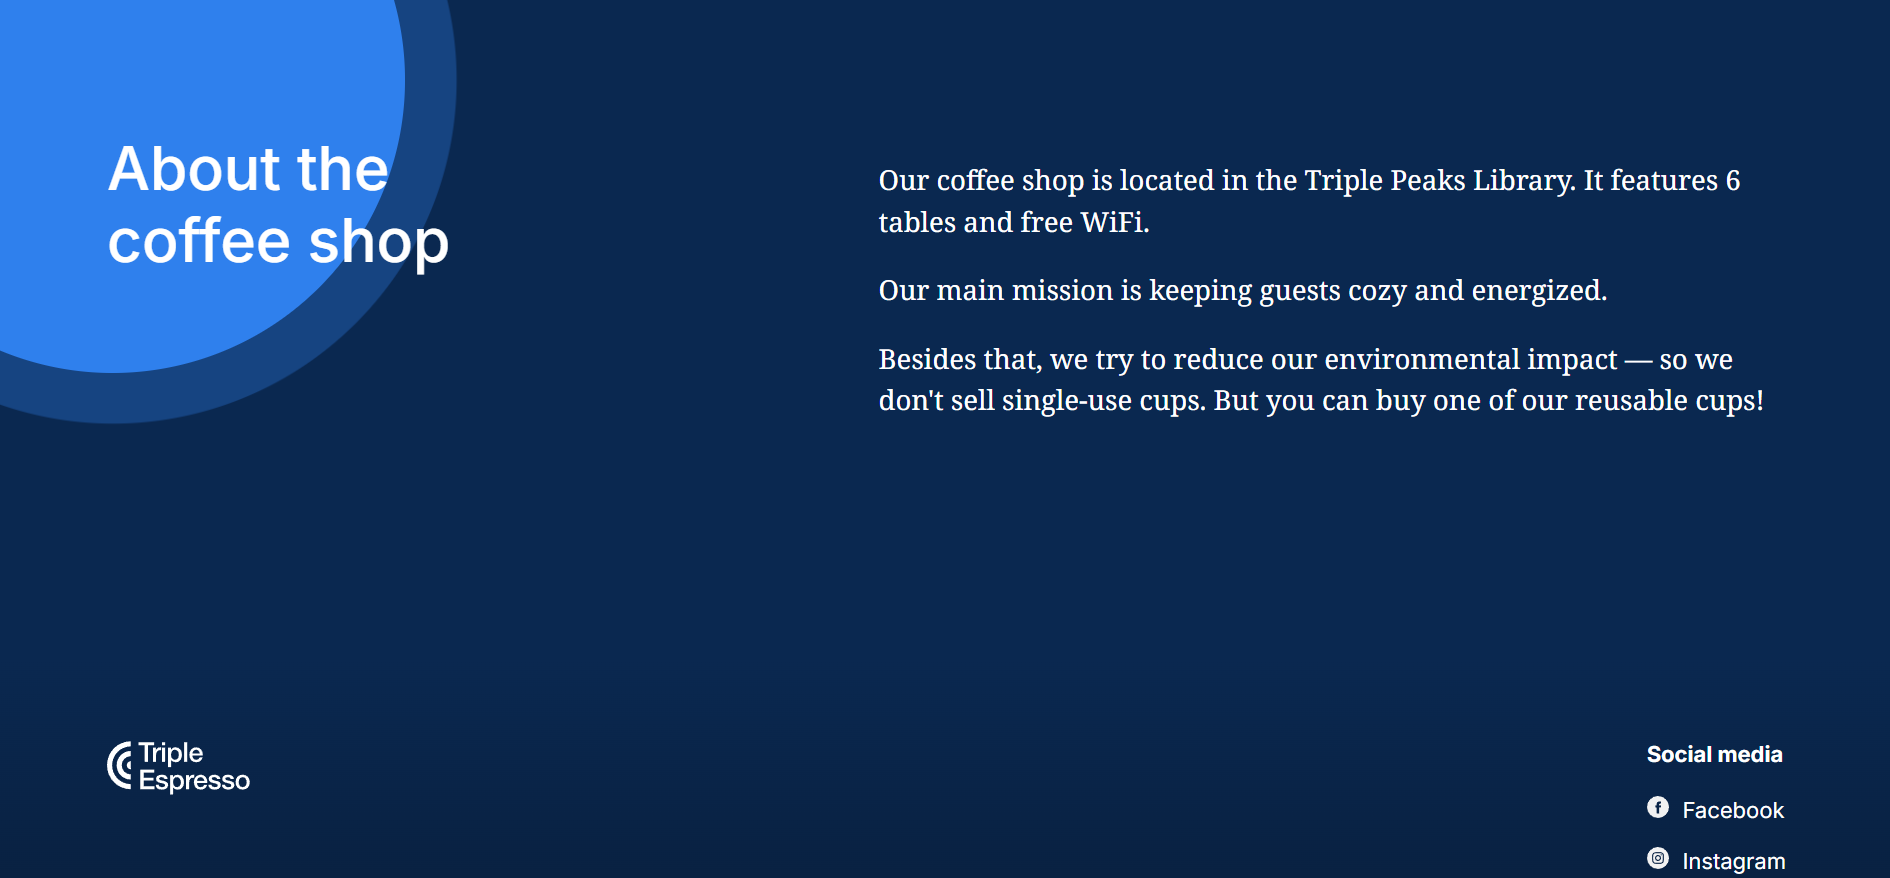 About the
coffee shop
Our coffee shop is located in the Triple Peaks Library. It features 6
tables and free WiFi.
Our main mission is keeping guests cozy and energized.
Besides that, we try to reduce our environmental impact — so we
don't sell single-use cups. But you can buy one of our reusable cups!
Triple
Espresso
Social media
Facebook
Instagram